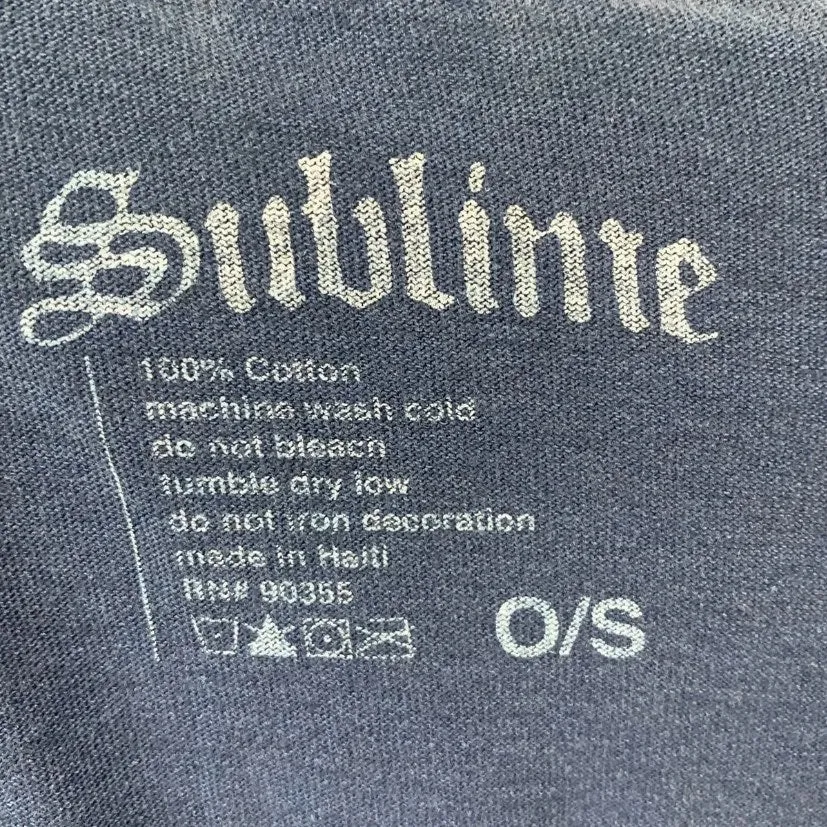 Sublime
100% Cotton
machine wash cold
do not bleach
tumble dry low
do not iron decoration
made in Haiti
RN# 90355
O/S